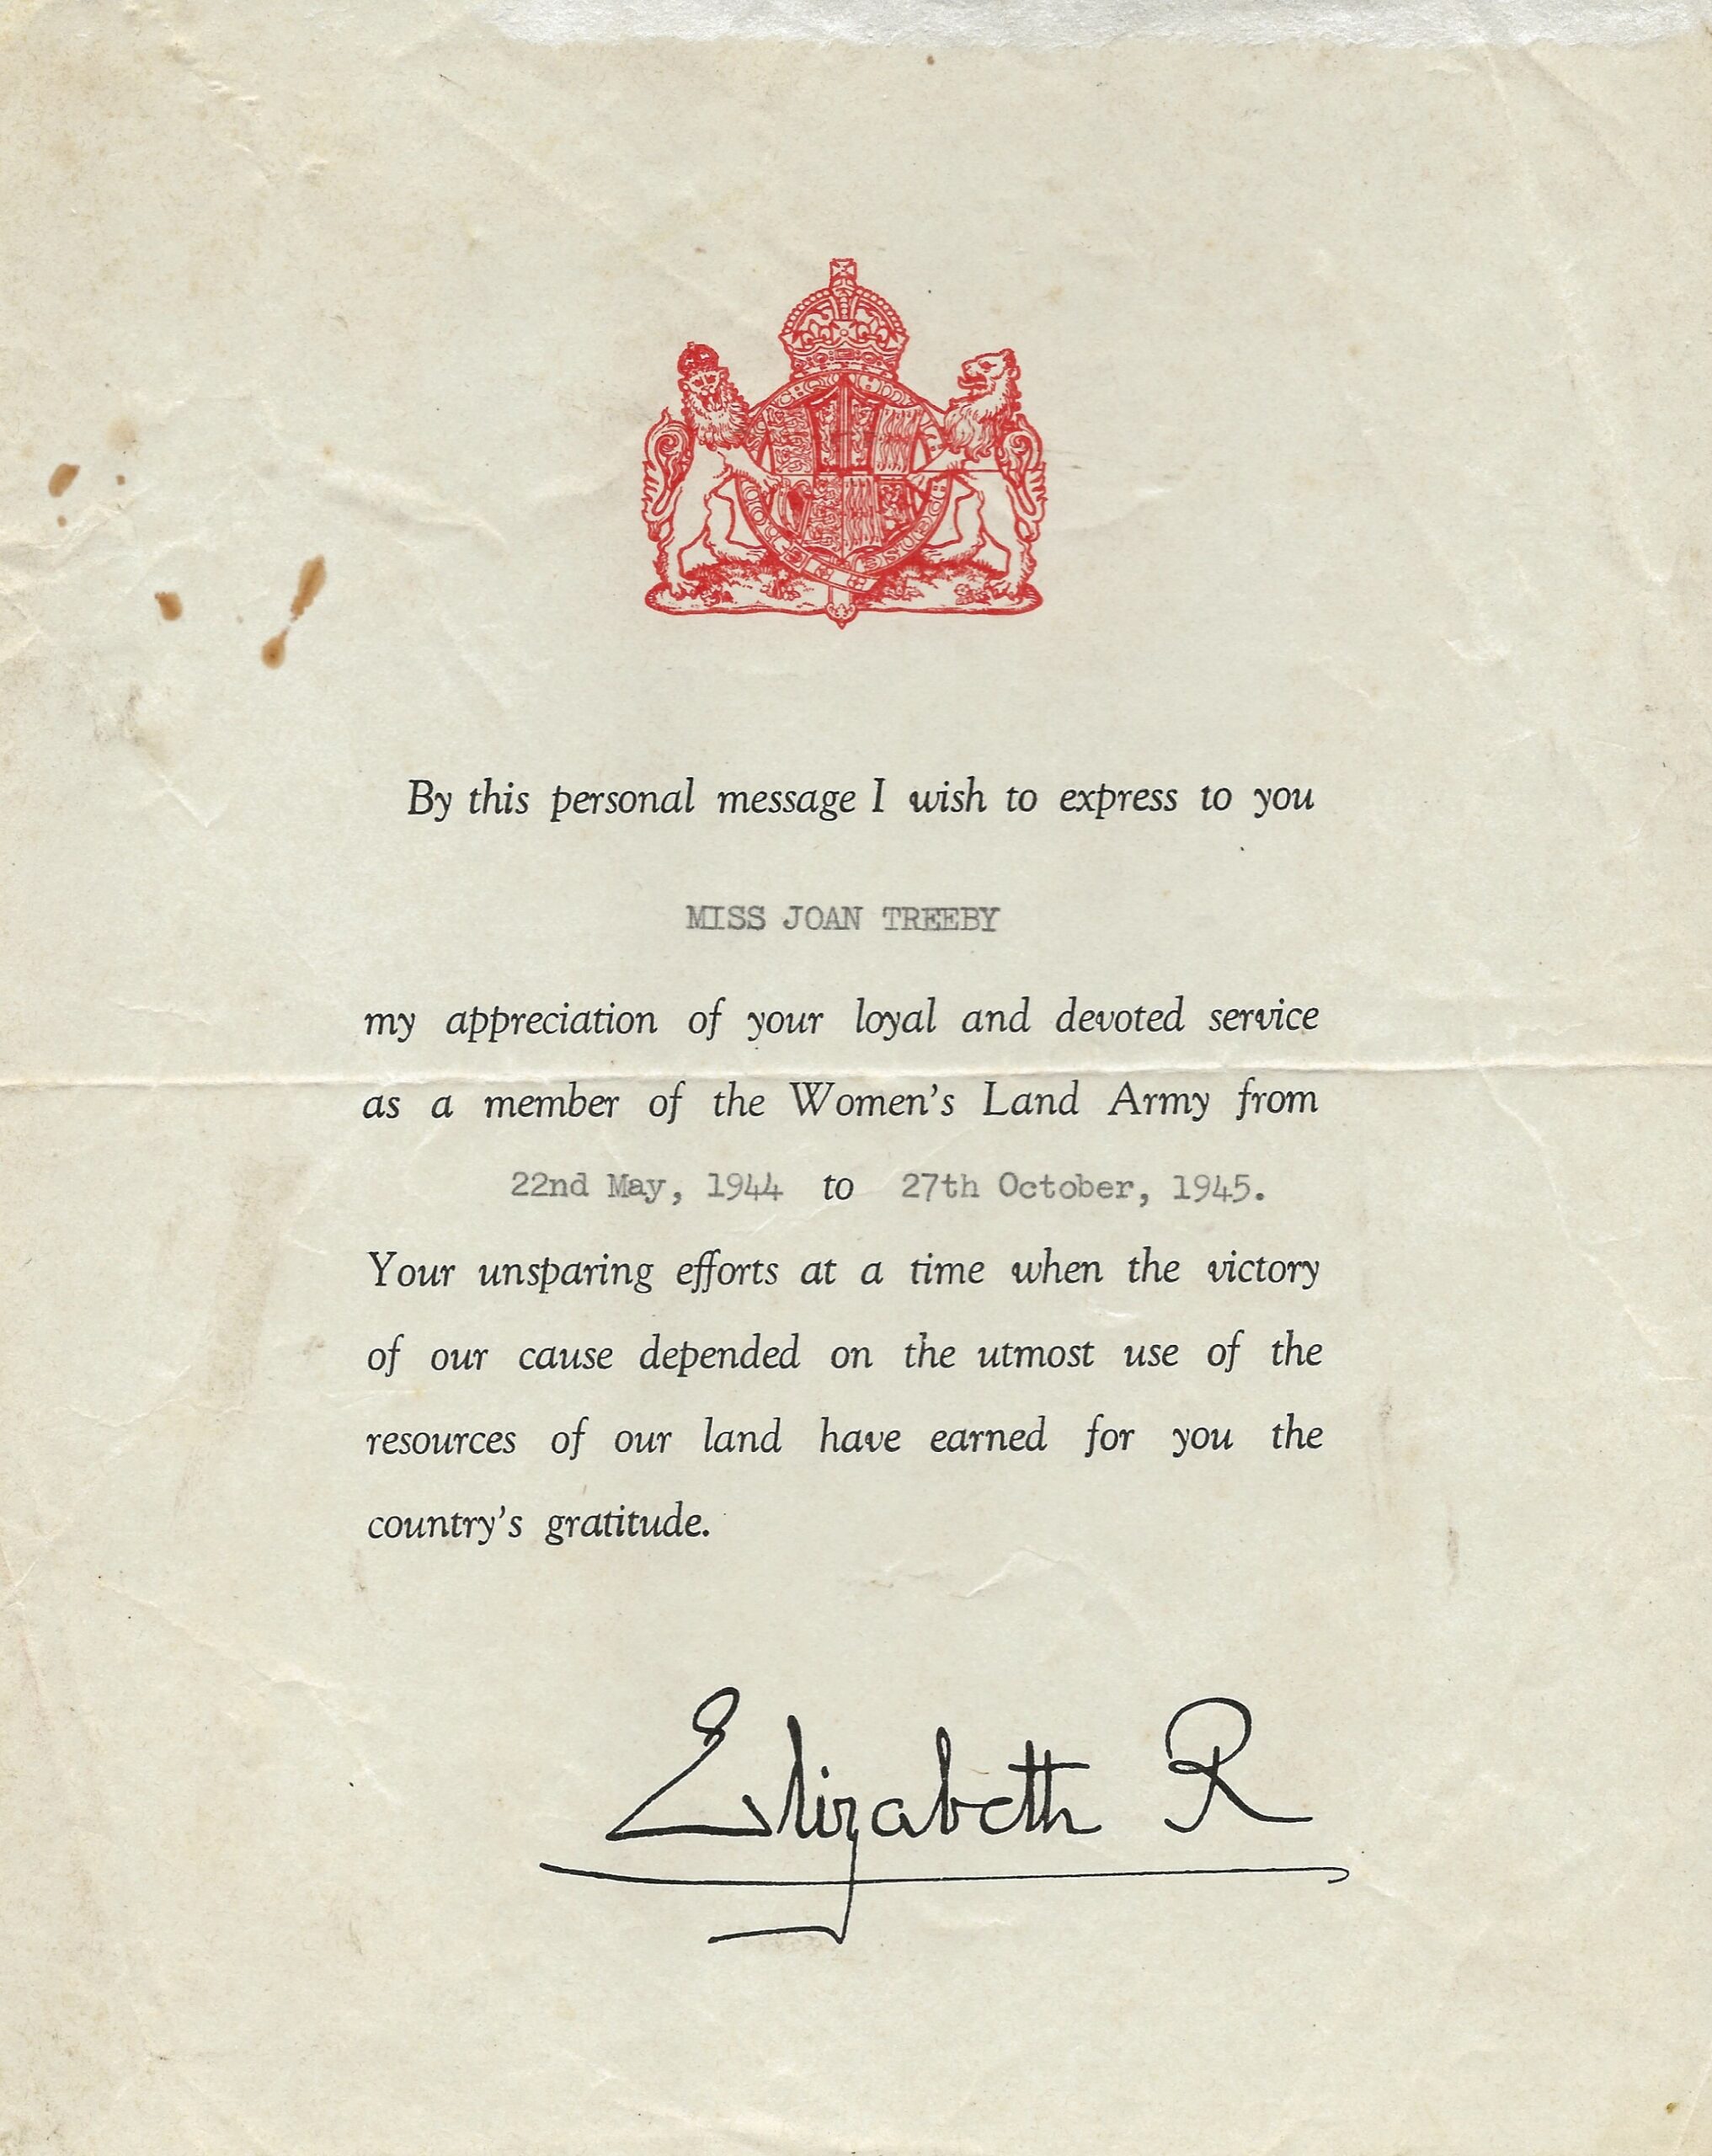 By this personal message I wish to express to you
MISS JOAN TREEBY
my appreciation of your loyal and devoted service
as a member of the Women's Land Army from
22nd May, 1944 to 27th October, 1945.
Your unsparing efforts at a time when the victory
of our cause depended on the utmost use of the
resources of our land have earned for you the
country's gratitude.
Elizabeth R